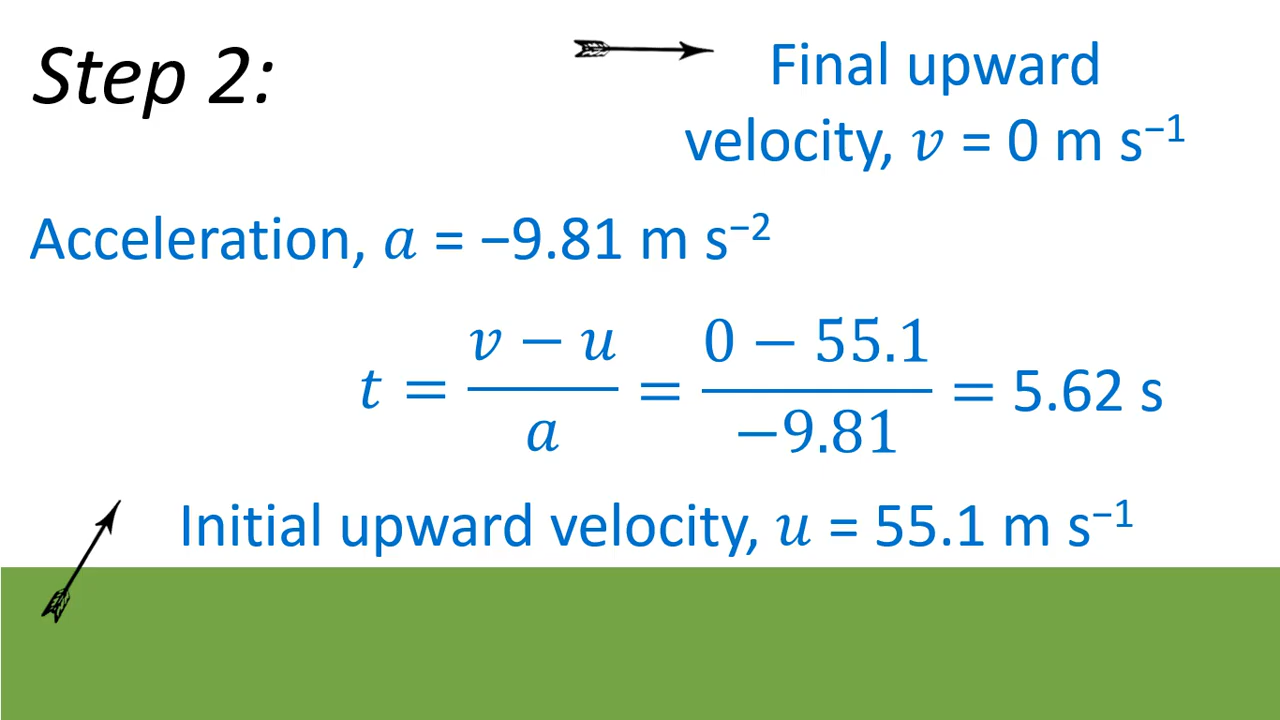 Step 2:
Final upward
velocity, 𝑣 = 0 m s⁻¹
Acceleration, 𝑎 = −9.81 m s⁻²
𝑡 = (𝑣 − 𝑢)/𝑎 = (0 − 55.1)/(−9.81) = 5.62 s
Initial upward velocity, 𝑢 = 55.1 m s⁻¹